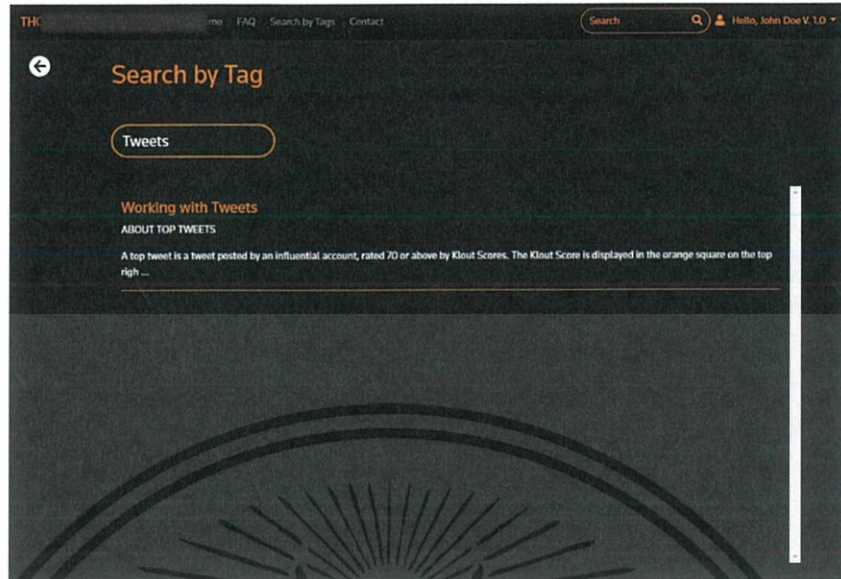 THO
FAQ Search by Tags Contact
Search
Hello, John Doe V. 1.0
Search by Tag
Tweets
Working with Tweets
ABOUT TOP TWEETS
A top tweet is a tweet posted by an influential account, rated 70 or above by Klout Scores. The Klout Score is displayed in the orange square on the top
righ ...